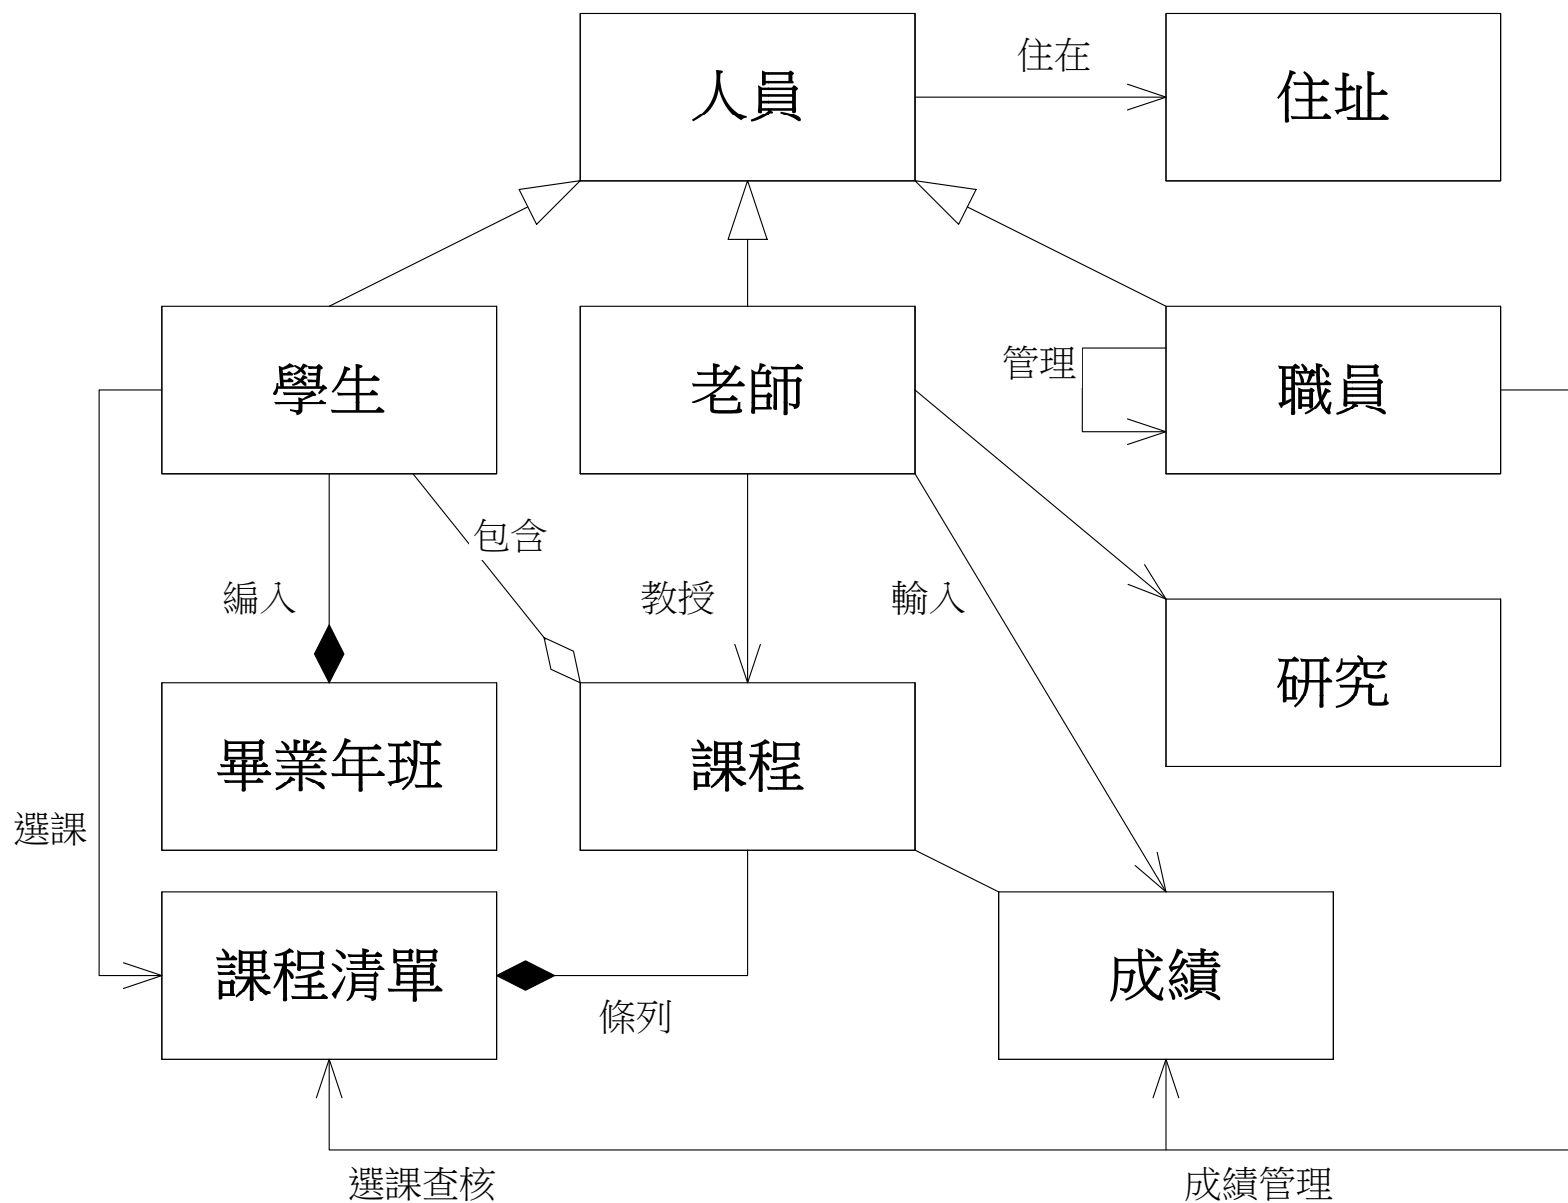 人員
住在
住址
學生
老師
管理
職員
包含
編入
教授
輸入
研究
畢業年班
課程
選課
課程清單
條列
成績
選課查核
成績管理